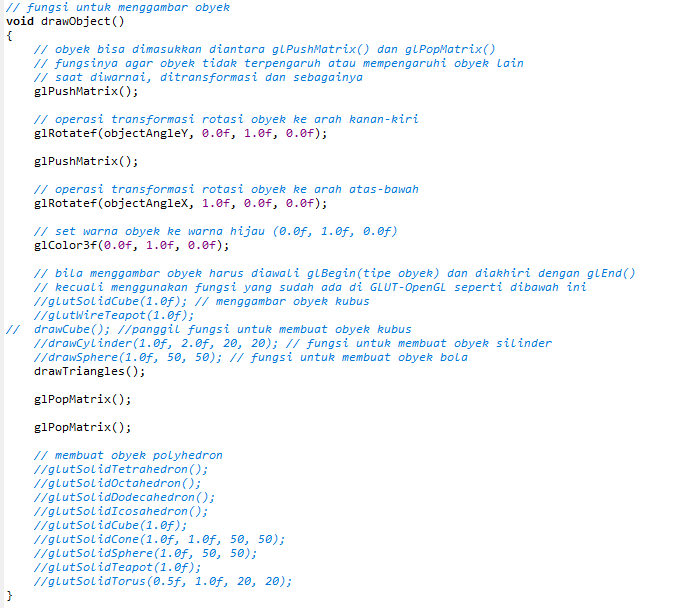 // fungsi untuk menggambar obyek
void drawObject()
{
    // obyek bisa dimasukkan diantara glPushMatrix() dan glPopMatrix()
    // fungsinya agar obyek tidak terpengaruh atau mempengaruhi obyek lain
    // saat diwarnai, ditransformasi dan sebagainya
    glPushMatrix();

    // operasi transformasi rotasi obyek ke arah kanan-kiri
    glRotatef(objectAngleY, 0.0f, 1.0f, 0.0f);

    glPushMatrix();

    // operasi transformasi rotasi obyek ke arah atas-bawah
    glRotatef(objectAngleX, 1.0f, 0.0f, 0.0f);

    // set warna obyek ke warna hijau (0.0f, 1.0f, 0.0f)
    glColor3f(0.0f, 1.0f, 0.0f);

    // bila menggambar obyek harus diawali glBegin(tipe obyek) dan diakhiri dengan glEnd()
    // kecuali menggunakan fungsi yang sudah ada di GLUT-OpenGL seperti dibawah ini
    //glutSolidCube(1.0f); // menggambar obyek kubus
    //glutWireTeapot(1.0f);
//  drawCube(); //panggil fungsi untuk membuat obyek kubus
    //drawCylinder(1.0f, 2.0f, 20, 20); // fungsi untuk membuat obyek silinder
    //drawSphere(1.0f, 50, 50); // fungsi untuk membuat obyek bola
    drawTriangles();

    glPopMatrix();

    glPopMatrix();

    // membuat obyek polyhedron
    //glutSolidTetrahedron();
    //glutSolidOctahedron();
    //glutSolidDodecahedron();
    //glutSolidIcosahedron();
    //glutSolidCube(1.0f);
    //glutSolidCone(1.0f, 1.0f, 50, 50);
    //glutSolidSphere(1.0f, 50, 50);
    //glutSolidTeapot(1.0f);
    //glutSolidTorus(0.5f, 1.0f, 20, 20);
}